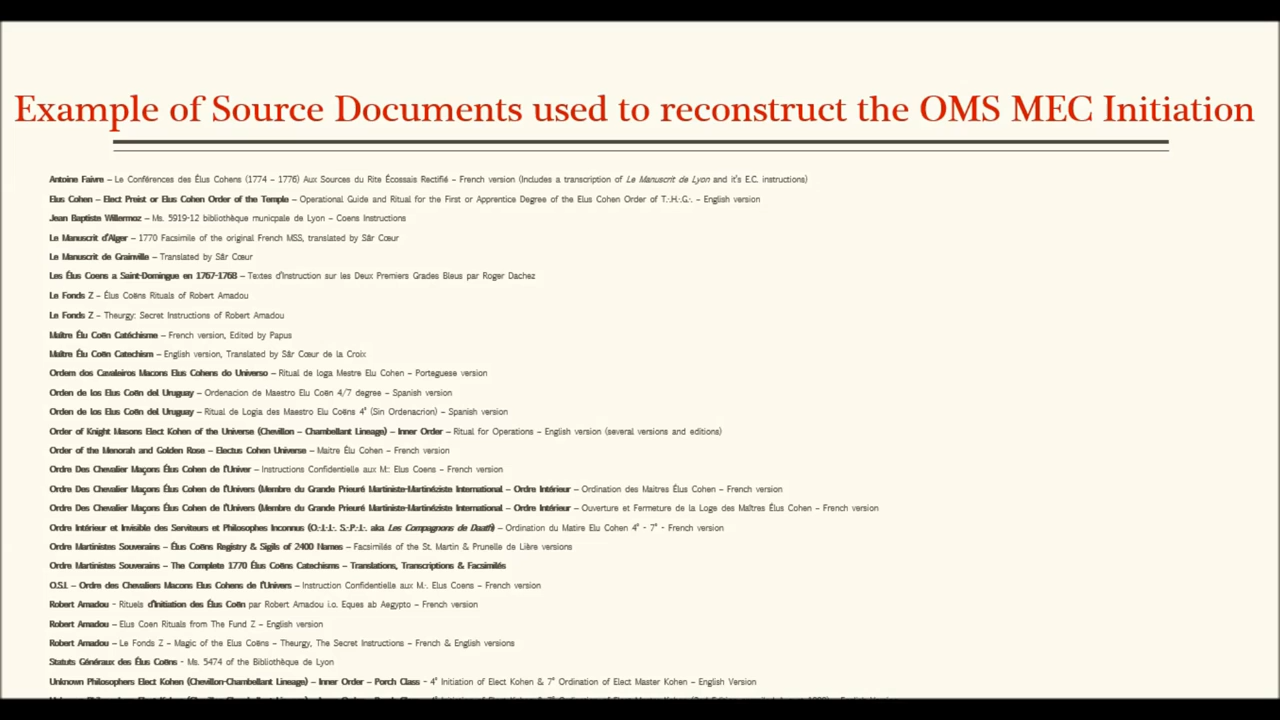 Example of Source Documents used to reconstruct the OMS MEC Initiation
Antoine Faivre – Le Conférences des Élus Cohens (1774 – 1776) Aux Sources du Rite Écossais Rectifié – French version (Includes a transcription of Le Manuscrit de Lyon and it's E.C. instructions)
Elus Cohen – Elect Preist or Elus Cohen Order of the Temple – Operational Guide and Ritual for the First or Apprentice Degree of the Elus Cohen Order of T.·.H.·.G.·. – English version
Jean Baptiste Willermoz – Ms. 5919-12 bibliothèque municpale de Lyon – Coens Instructions
Le Manuscrit d'Alger – 1770 Facsimile of the original French MSS, translated by Sâr Cœur
Le Manuscrit de Grainville – Translated by Sâr Cœur
Les Élus Coens a Saint-Domingue en 1767-1768 – Textes d'Instruction sur les Deux Premiers Grades Bleus par Roger Dachez
Le Fonds Z – Élus Coëns Rituals of Robert Amadou
Le Fonds Z – Theurgy: Secret Instructions of Robert Amadou
Maître Élu Coën Catéchisme – French version, Edited by Papus
Maître Élu Coën Catechism – English version, Translated by Sâr Cœur de la Croix
Ordem dos Cavaleiros Macons Elus Cohens do Universo – Ritual de loga Mestre Elu Cohen – Porteguese version
Orden de los Elus Coën del Uruguay – Ordenacion de Maestro Elu Coën 4/7 degree – Spanish version
Orden de los Elus Coën del Uruguay – Ritual de Logia des Maestro Elu Coëns 4° (Sin Ordenacrion) – Spanish version
Order of Knight Masons Elect Kohen of the Universe (Chevillon – Chambellant Lineage) – Inner Order – Ritual for Operations – English version (several versions and editions)
Order of the Menorah and Golden Rose – Electus Cohen Universe – Maitre Élu Cohen – French version
Ordre Des Chevalier Maçons Élus Cohen de l'Univer – Instructions Confidentielle aux M:: Elus Coens – French version
Ordre Des Chevalier Maçons Élus Cohen de l'Univers (Membre du Grande Prieuré Martiniste-Martinéziste International – Ordre Intérieur – Ordination des Maitres Élus Cohen – French version
Ordre Des Chevalier Maçons Élus Cohen de l'Univers (Membre du Grande Prieuré Martiniste-Martinéziste International – Ordre Intérieur – Ouverture et Fermeture de la Loge des Maîtres Élus Cohen – French version
Ordre Intérieur et Invisible des Serviteurs et Philosophes Inconnus (O.·.I.·.I.·. S.·.P.·.I.·. aka Les Compagnons de Daath) – Ordination du Matire Elu Cohen 4° - 7° - French version
Ordre Martinistes Souverains – Élus Coëns Registry & Sigils of 2400 Names – Facsimilés of the St. Martin & Prunelle de Lière versions
Ordre Martinistes Souverains – The Complete 1770 Élus Coëns Catechisms – Translations, Transcriptions & Facsimilés
O.S.I. – Ordre des Chevaliers Macons Elus Cohens de l'Univers – Instruction Confidentielle aux M.·. Elus Coens – French version
Robert Amadou - Rituels d'Initiation des Élus Coën par Robert Amadou i.o. Eques ab Aegypto – French version
Robert Amadou – Elus Coen Rituals from The Fund Z – English version
Robert Amadou – Le Fonds Z – Magic of the Elus Coëns – Theurgy, The Secret Instructions – French & English versions
Statuts Généraux des Élus Coëns - Ms. 5474 of the Bibliothèque de Lyon
Unknown Philosophers Elect Kohen (Chevillon-Chambellant Lineage) – Inner Order – Porch Class - 4° Initiation of Elect Kohen & 7° Ordination of Elect Master Kohen – English Version